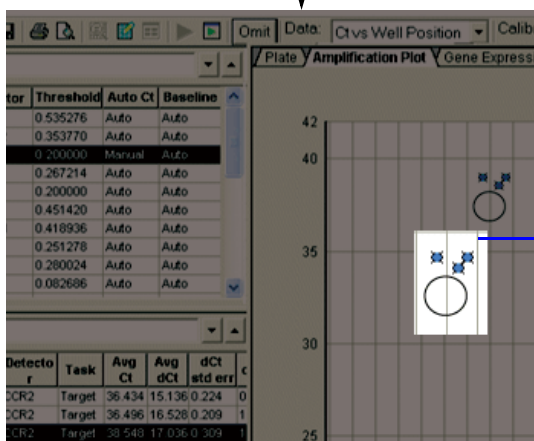 Omit Data: Ct vs Well Position Calib
Plate Amplification Plot Gene Express
tor Threshold Auto Ct Baseline
0.535276 Auto Auto
0.353770 Auto Auto
0.200000 Manual Auto
0.267214 Auto Auto
0.200000 Auto Auto
0.451420 Auto Auto
0.418936 Auto Auto
0.251278 Auto Auto
0.280024 Auto Auto
0.082686 Auto Auto
42
40
35
30
25
Detector Task Avg Ct Avg dCt dCt std err
CCR2 Target 36.434 15.136 0.224 0
CCR2 Target 36.496 16.528 0.209 1
CCR2 Target 38.548 17.036 0.309 1